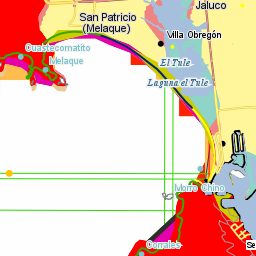 Jaluco
San Patricio
(Melaque)
Villa Obregón
Cuastecomatito
Melaque
El Tule
Laguna el Tule
Morro Chino
Corrales